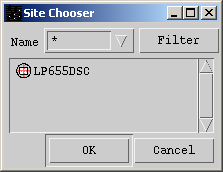 Site Chooser
Name * Filter
LP655DSC
OK Cancel